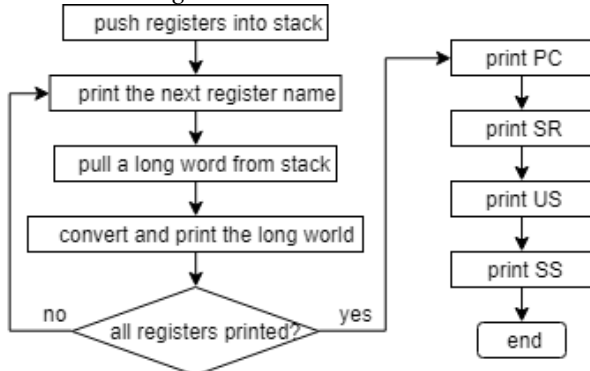 push registers into stack
print the next register name
pull a long word from stack
convert and print the long world
all registers printed?
no
yes
print PC
print SR
print US
print SS
end